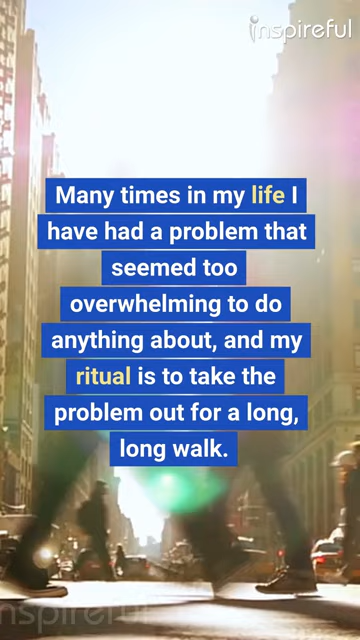 inspireful
Many times in my life I
have had a problem that
seemed too
overwhelming to do
anything about, and my
ritual is to take the
problem out for a long,
long walk.
inspireful